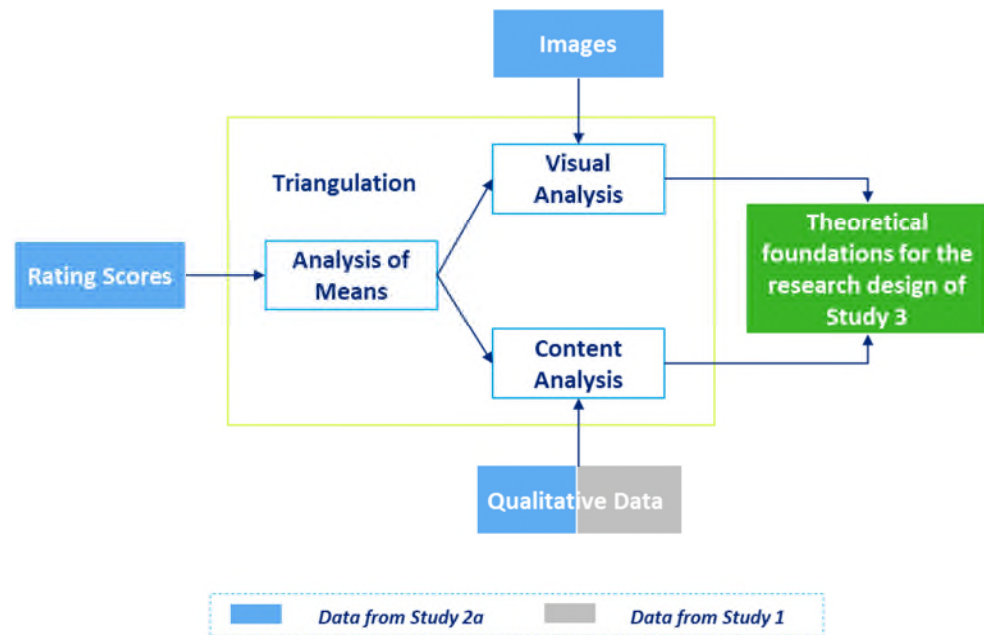 Images
Triangulation
Visual
Analysis
Rating Scores
Analysis of
Means
Theoretical
foundations for the
research design of
Study 3
Content
Analysis
Qualitative Data
Data from Study 2a
Data from Study 1